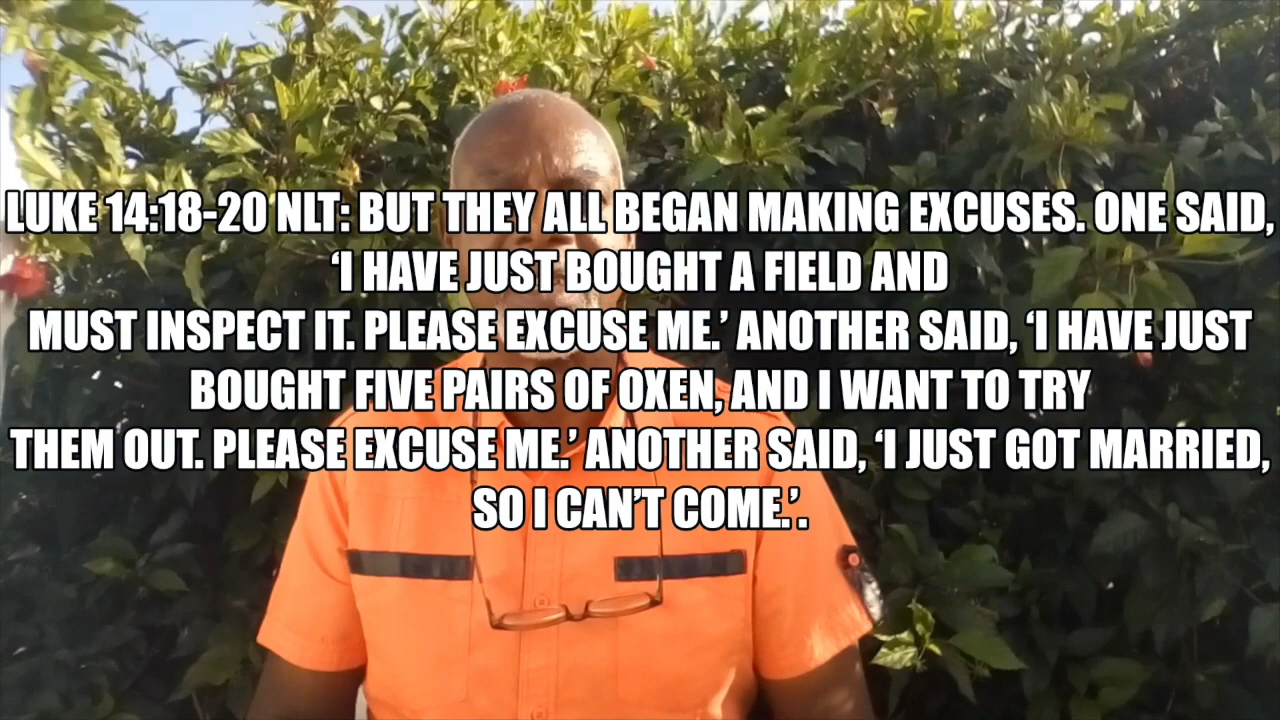 LUKE 14:18-20 NLT: BUT THEY ALL BEGAN MAKING EXCUSES. ONE SAID,
‘I HAVE JUST BOUGHT A FIELD AND
MUST INSPECT IT. PLEASE EXCUSE ME.’ ANOTHER SAID, ‘I HAVE JUST
BOUGHT FIVE PAIRS OF OXEN, AND I WANT TO TRY
THEM OUT. PLEASE EXCUSE ME.’ ANOTHER SAID, ‘I JUST GOT MARRIED,
SO I CAN’T COME.’.